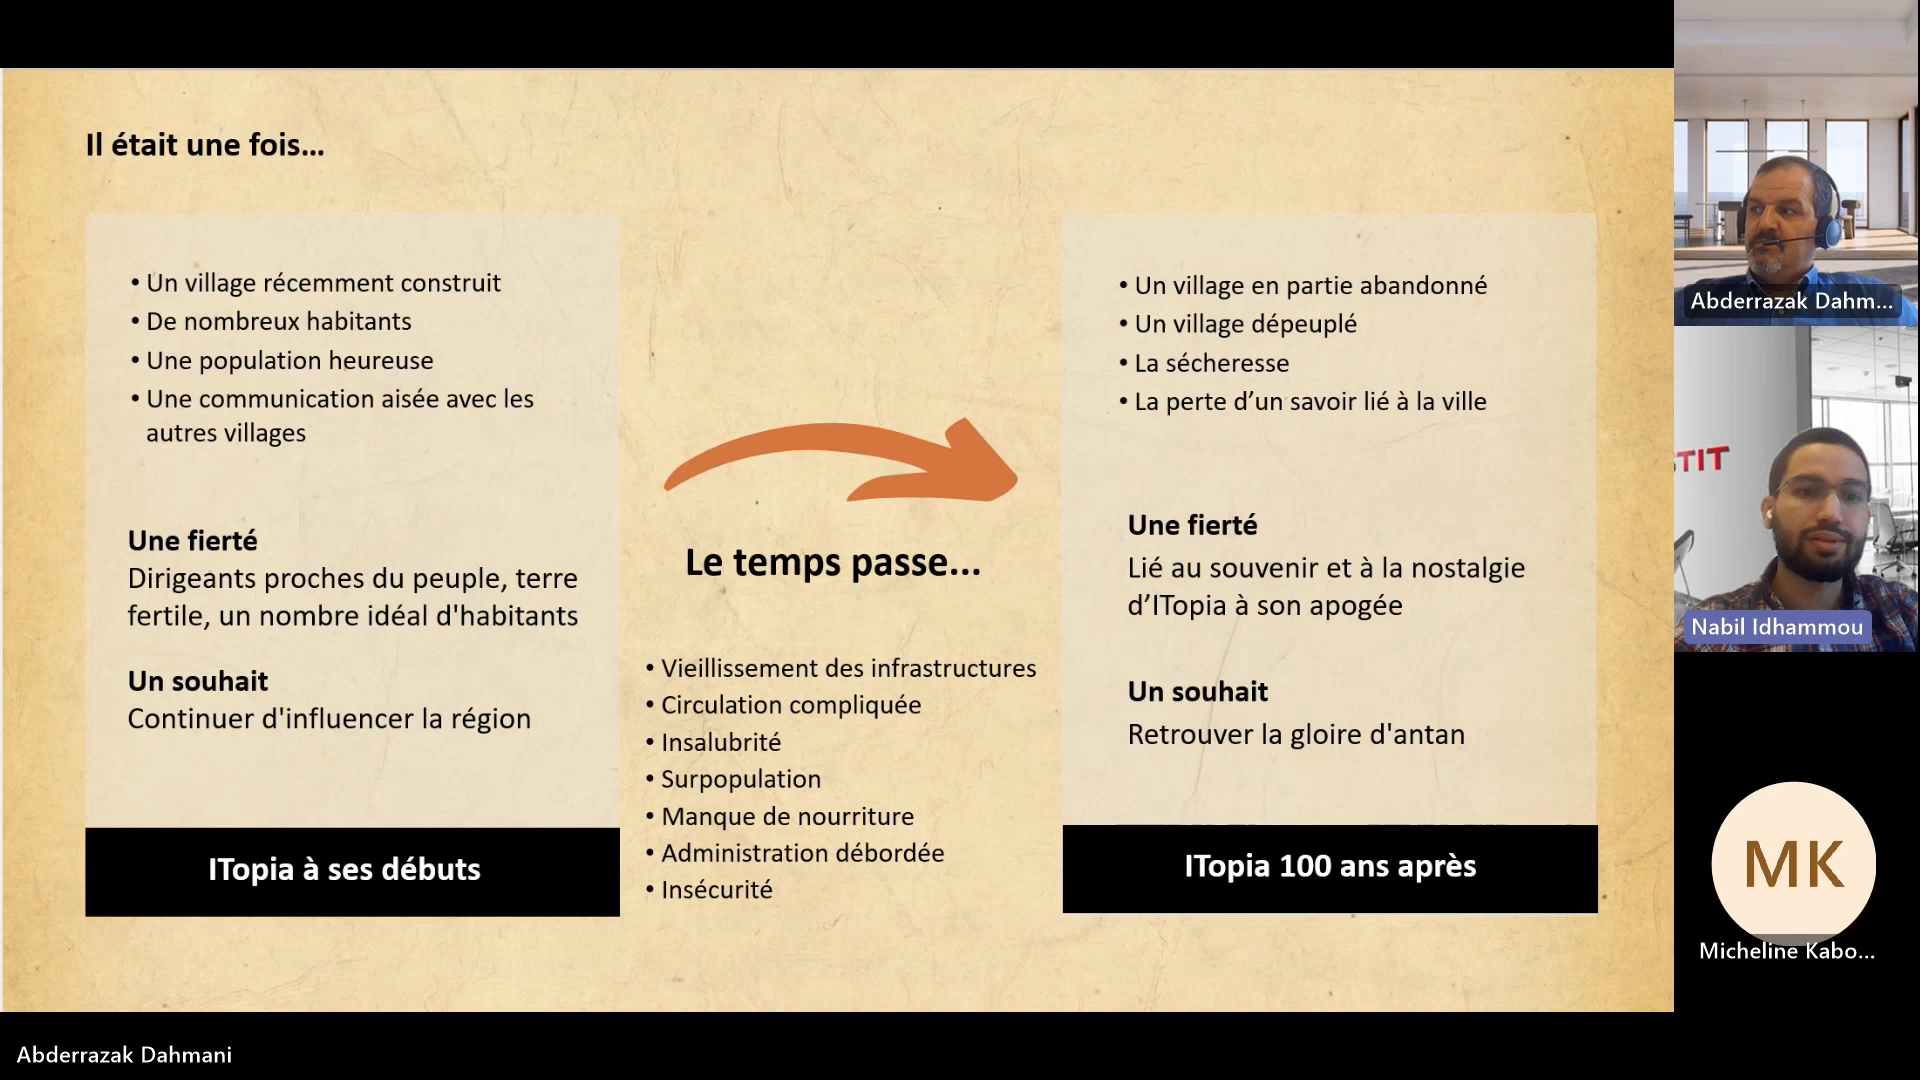 Il était une fois...
• Un village récemment construit
• De nombreux habitants
• Une population heureuse
• Une communication aisée avec les
autres villages
Une fierté
Dirigeants proches du peuple, terre
fertile, un nombre idéal d'habitants
Un souhait
Continuer d'influencer la région
ITopia à ses débuts
Le temps passe...
• Vieillissement des infrastructures
• Circulation compliquée
• Insalubrité
• Surpopulation
• Manque de nourriture
• Administration débordée
• Insécurité
• Un village en partie abandonné
• Un village dépeuplé
• La sécheresse
• La perte d’un savoir lié à la ville
Une fierté
Lié au souvenir et à la nostalgie
d’ITopia à son apogée
Un souhait
Retrouver la gloire d'antan
ITopia 100 ans après
Abderrazak Dahm...
TIT
Nabil Idhammou
MK
Micheline Kabo...
Abderrazak Dahmani